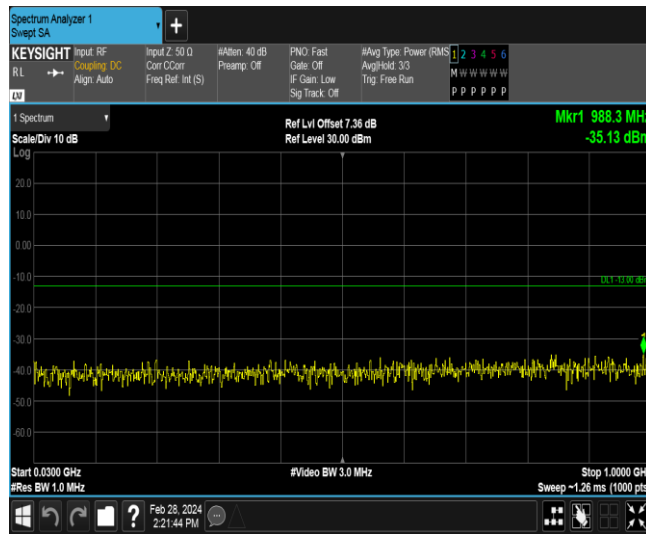 Spectrum Analyzer 1
Swept SA
+
KEYSIGHT
RL
LXI
Input: RF
Coupling: DC
Align: Auto
Input Z: 50 Ω
Corr CCorr
Freq Ref: Int (S)
#Atten: 40 dB
Preamp: Off
PNO: Fast
Gate: Off
IF Gain: Low
Sig Track: Off
#Avg Type: Power (RMS
Avg|Hold: 3/3
Trig: Free Run
1 2 3 4 5 6
M W W W W W
P P P P P P
1 Spectrum
Scale/Div 10 dB
Ref Lvl Offset 7.36 dB
Ref Level 30.00 dBm
Mkr1 988.3 MHz
-35.13 dBm
Log
20.0
10.0
0.00
-10.0
DL1 -13.00 dB
-20.0
-30.0
-40.0
-50.0
-60.0
1
Start 0.0300 GHz
#Video BW 3.0 MHz
Stop 1.0000 GHz
#Res BW 1.0 MHz
Sweep ~1.26 ms (1000 pts
?
Feb 28, 2024
2:21:44 PM